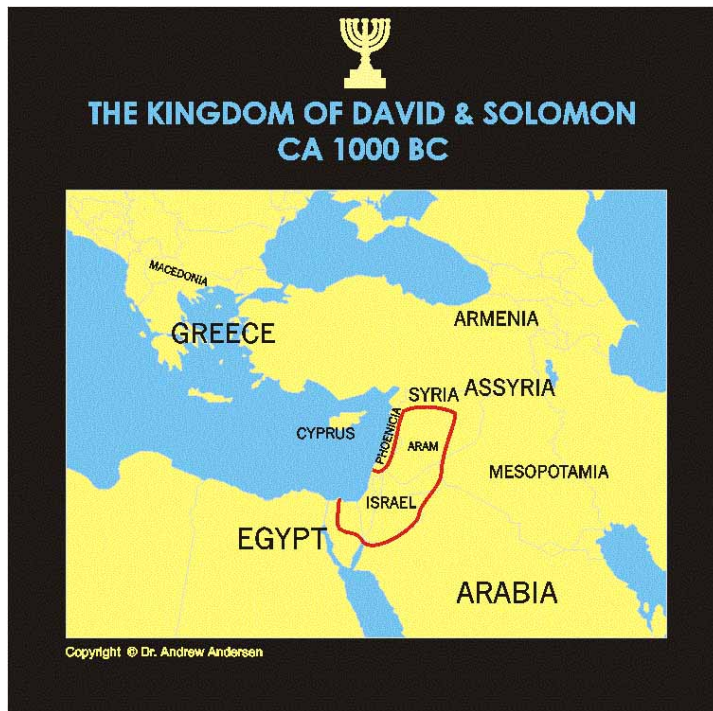 THE KINGDOM OF DAVID & SOLOMON
CA 1000 BC
MACEDONIA
GREECE
ARMENIA
SYRIA
ASSYRIA
CYPRUS
PHOENICIA
ARAM
MESOPOTAMIA
ISRAEL
EGYPT
ARABIA
Copyright © Dr. Andrew Andersen